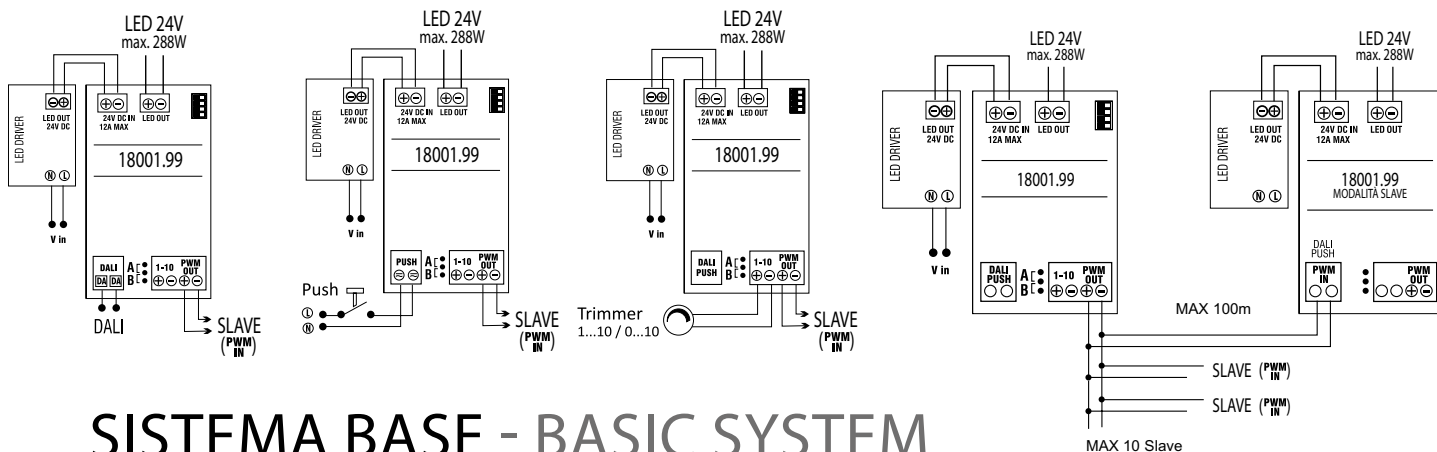 LED 24V
max. 288W
LED DRIVER
LED OUT
24V DC
24V DC IN
12A MAX
LED OUT
18001.99
N L
V in
DALI
DA DA
A
B
1-10
PWM
OUT
DALI
SLAVE
(PWM IN)
LED 24V
max. 288W
LED DRIVER
LED OUT
24V DC
24V DC IN
12A MAX
LED OUT
18001.99
N L
V in
PUSH
A
B
1-10
PWM
OUT
Push
L
N
SLAVE
(PWM IN)
LED 24V
max. 288W
LED DRIVER
LED OUT
24V DC
24V DC IN
12A MAX
LED OUT
18001.99
N L
V in
DALI
PUSH
A
B
1-10
PWM
OUT
Trimmer
1...10 / 0...10
SLAVE
(PWM IN)
LED 24V
max. 288W
LED DRIVER
LED OUT
24V DC
24V DC IN
12A MAX
LED OUT
18001.99
N L
V in
DALI
PUSH
A
B
1-10
PWM
OUT
LED 24V
max. 288W
LED DRIVER
LED OUT
24V DC
24V DC IN
12A MAX
LED OUT
18001.99
MODALITÀ SLAVE
N L
DALI
PUSH
PWM
IN
PWM
OUT
MAX 100m
SLAVE (PWM IN)
SLAVE (PWM IN)
MAX 10 Slave
SISTEMA BASE - BASIC SYSTEM